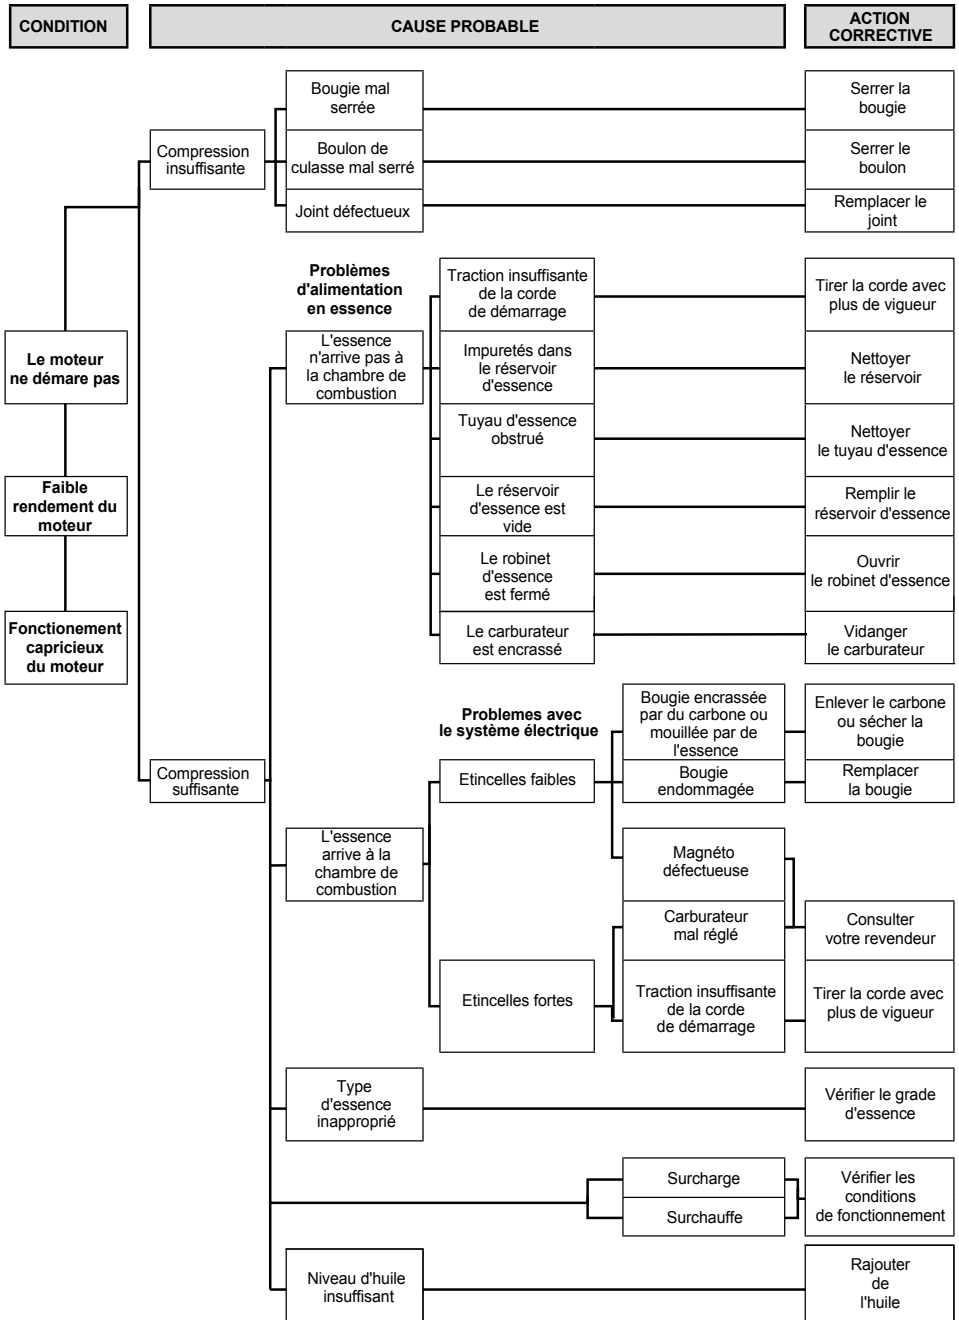 CONDITION
CAUSE PROBABLE
ACTION
CORRECTIVE
Le moteur
ne démare pas
Faible
rendement du
moteur
Fonctionement
capricieux
du moteur
Compression
insuffisante
Bougie mal
serrée
Serrer la
bougie
Boulon de
culasse mal serré
Serrer le
boulon
Joint défectueux
Remplacer le
joint
Compression
suffisante
Problèmes
d'alimentation
en essence
L'essence
n'arrive pas à
la chambre de
combustion
Traction insuffisante
de la corde
de démarrage
Tirer la corde avec
plus de vigueur
Impuretés dans
le réservoir
d'essence
Nettoyer
le réservoir
Tuyau d'essence
obstrué
Nettoyer
le tuyau d'essence
Le réservoir
d'essence est
vide
Remplir le
réservoir d'essence
Le robinet
d'essence
est fermé
Ouvrir
le robinet d'essence
Le carburateur
est encrassé
Vidanger
le carburateur
L'essence
arrive à la
chambre de
combustion
Problemes avec
le système électrique
Etincelles faibles
Bougie encrassée
par du carbone ou
mouillée par de
l'essence
Enlever le carbone
ou sécher la
bougie
Bougie
endommagée
Remplacer
la bougie
Magnéto
défectueuse
Etincelles fortes
Carburateur
mal réglé
Consulter
votre revendeur
Traction insuffisante
de la corde
de démarrage
Tirer la corde avec
plus de vigueur
Type
d'essence
inapproprié
Vérifier le grade
d'essence
Surcharge
Surchauffe
Vérifier les
conditions
de fonctionnement
Niveau d'huile
insuffisant
Rajouter
de
l'huile